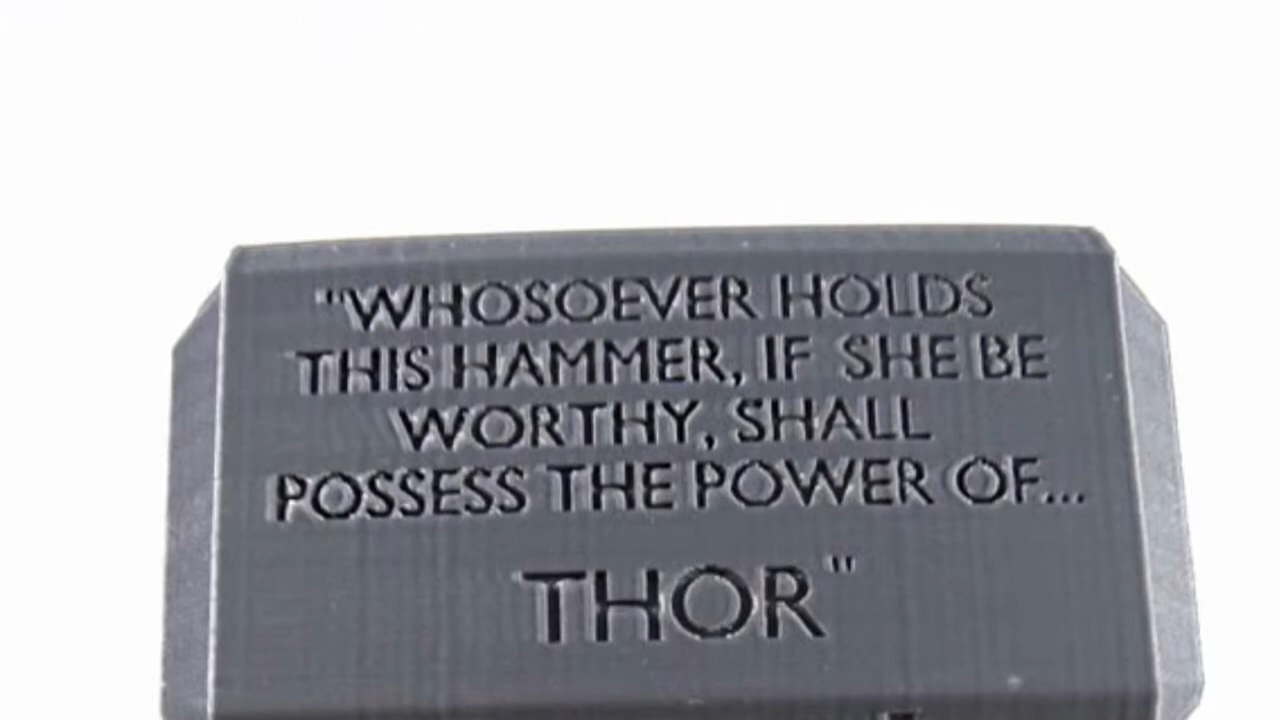 "WHOSOEVER HOLDS
THIS HAMMER, IF SHE BE
WORTHY, SHALL
POSSESS THE POWER OF...
THOR"